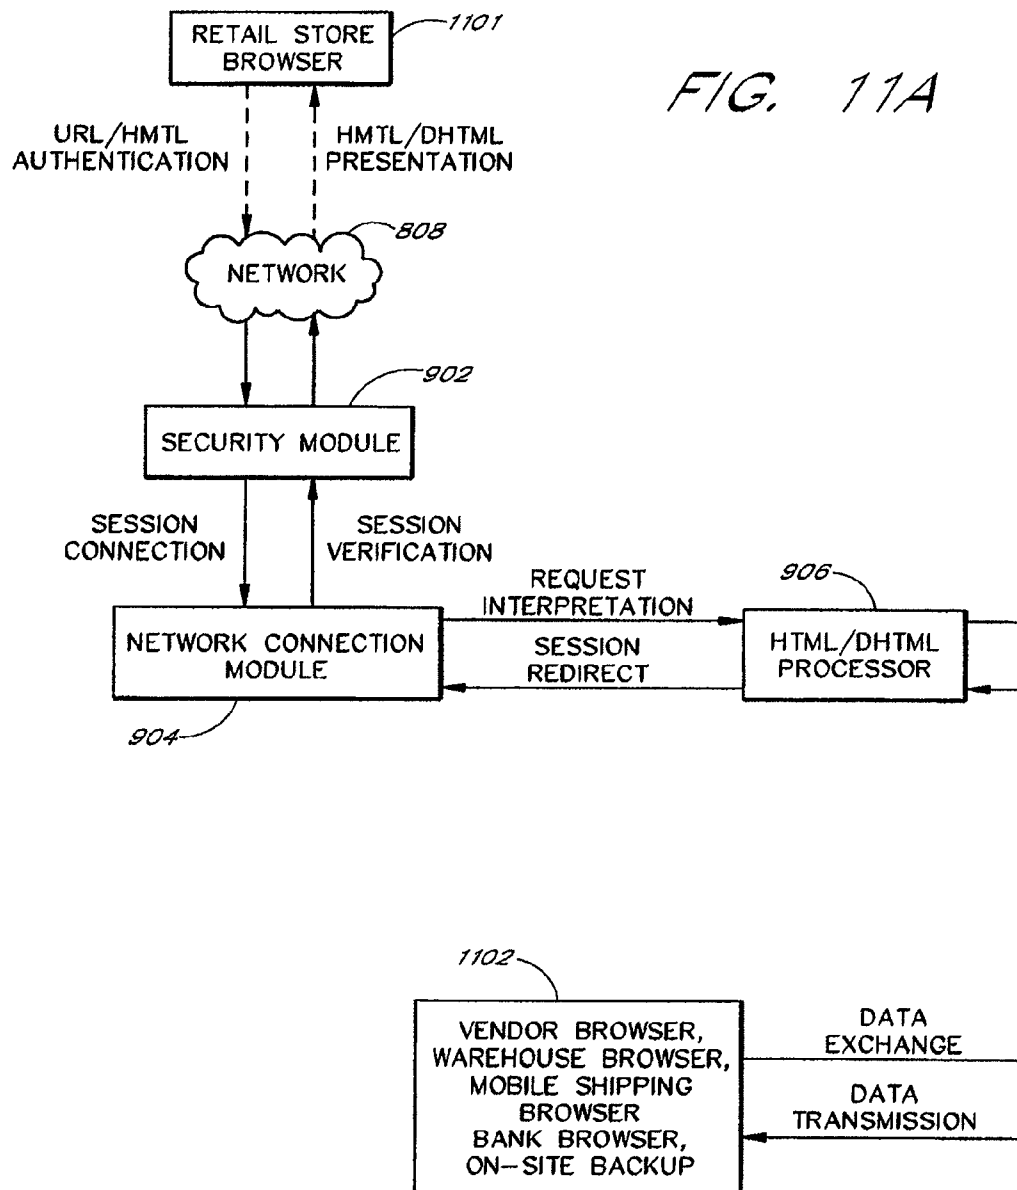 1101
RETAIL STORE
BROWSER
FIG. 11A
URL/HMTL
AUTHENTICATION
HMTL/DHTML
PRESENTATION
808
NETWORK
902
SECURITY MODULE
SESSION
CONNECTION
SESSION
VERIFICATION
REQUEST
INTERPRETATION
906
NETWORK CONNECTION
MODULE
SESSION
REDIRECT
HTML/DHTML
PROCESSOR
904
1102
VENDOR BROWSER,
WAREHOUSE BROWSER,
MOBILE SHIPPING
BROWSER
BANK BROWSER,
ON-SITE BACKUP
DATA
EXCHANGE
DATA
TRANSMISSION